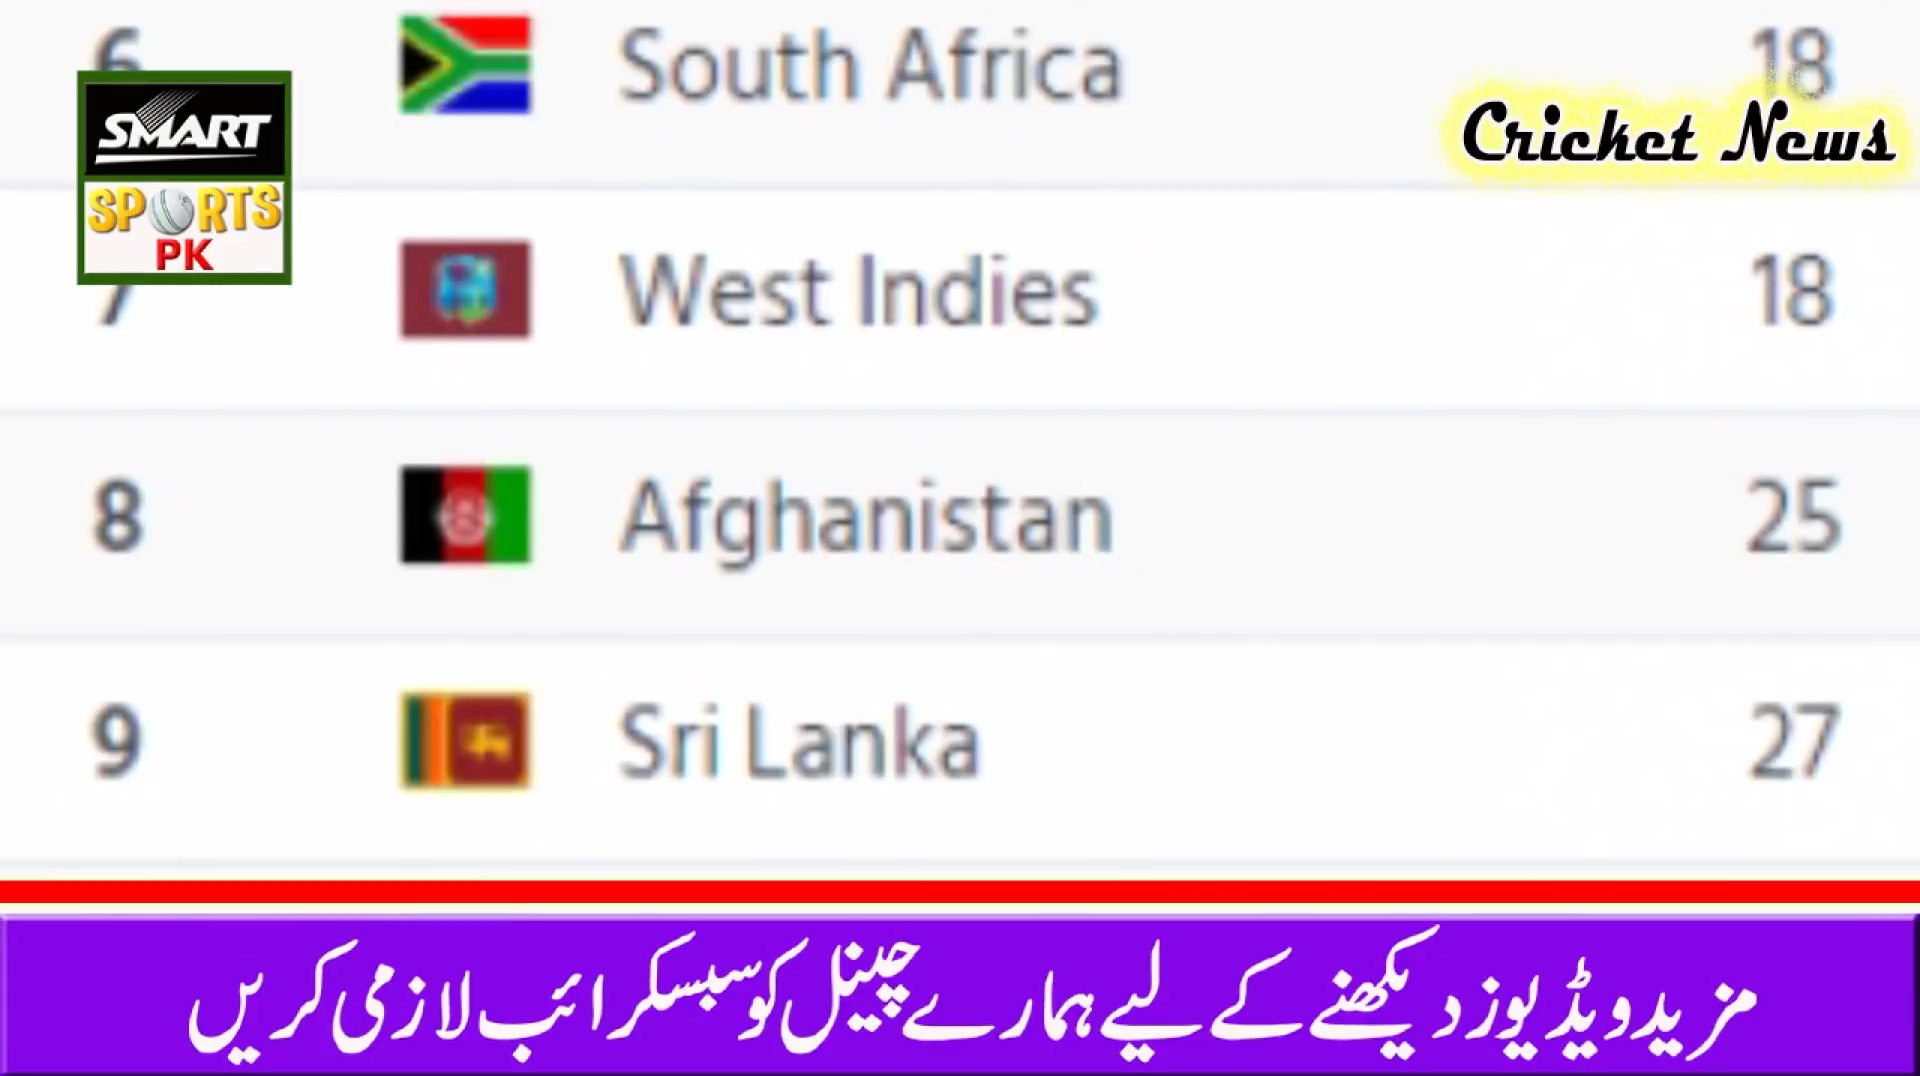 6 South Africa 18
SMART
SPORTS
PK
Cricket News
7 West Indies 18
8 Afghanistan 25
9 Sri Lanka 27
مزید ویڈیوز دیکھنے کے لیے ہمارے چینل کو سبسکرائب لازمی کریں